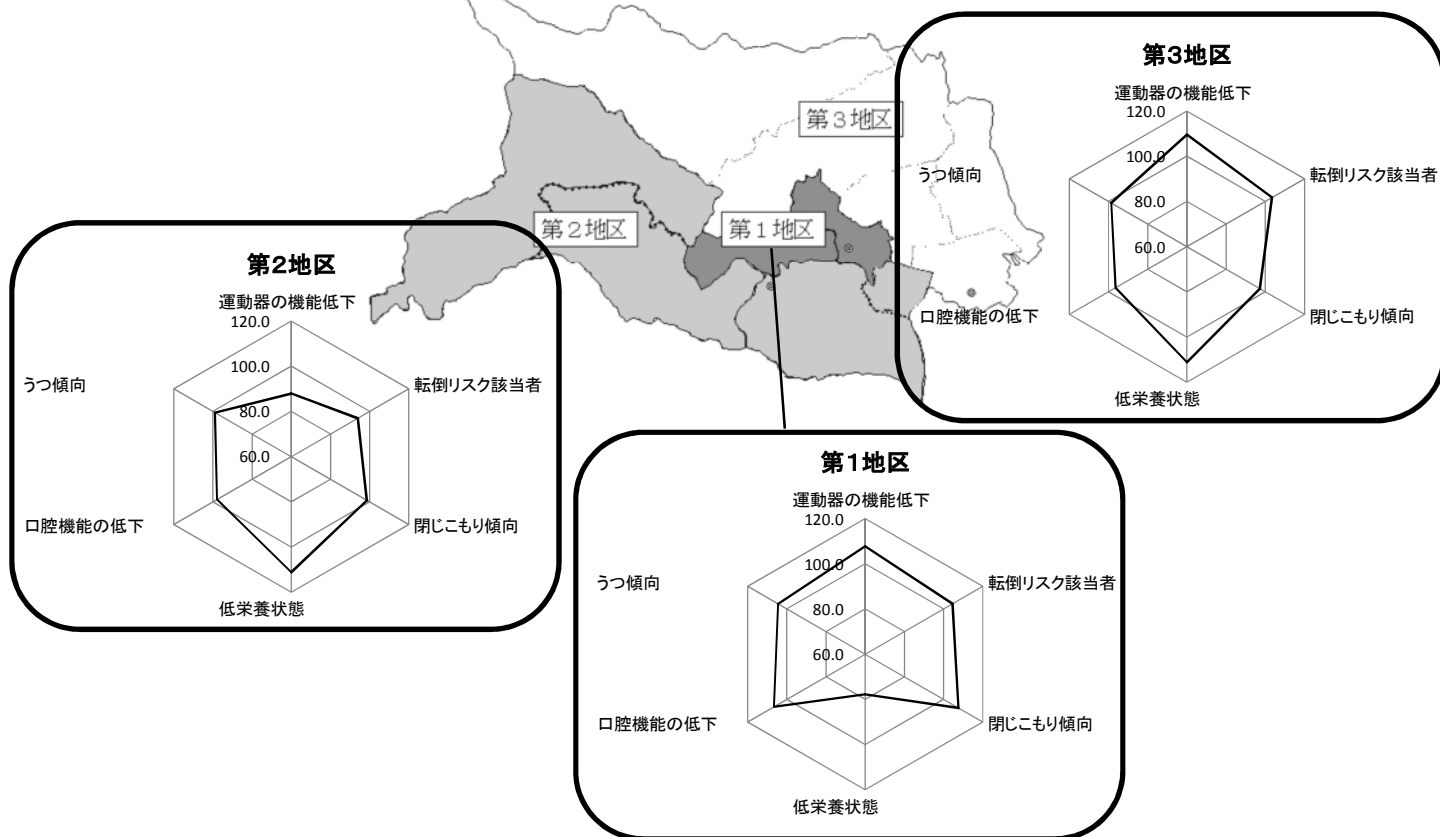 第3地区
第2地区
第1地区
第3地区
運動器の機能低下
120.0
100.0
80.0
60.0
うつ傾向
転倒リスク該当者
口腔機能の低下
閉じこもり傾向
低栄養状態
第2地区
運動器の機能低下
120.0
100.0
80.0
60.0
うつ傾向
転倒リスク該当者
口腔機能の低下
閉じこもり傾向
低栄養状態
第1地区
運動器の機能低下
120.0
100.0
80.0
60.0
うつ傾向
転倒リスク該当者
口腔機能の低下
閉じこもり傾向
低栄養状態